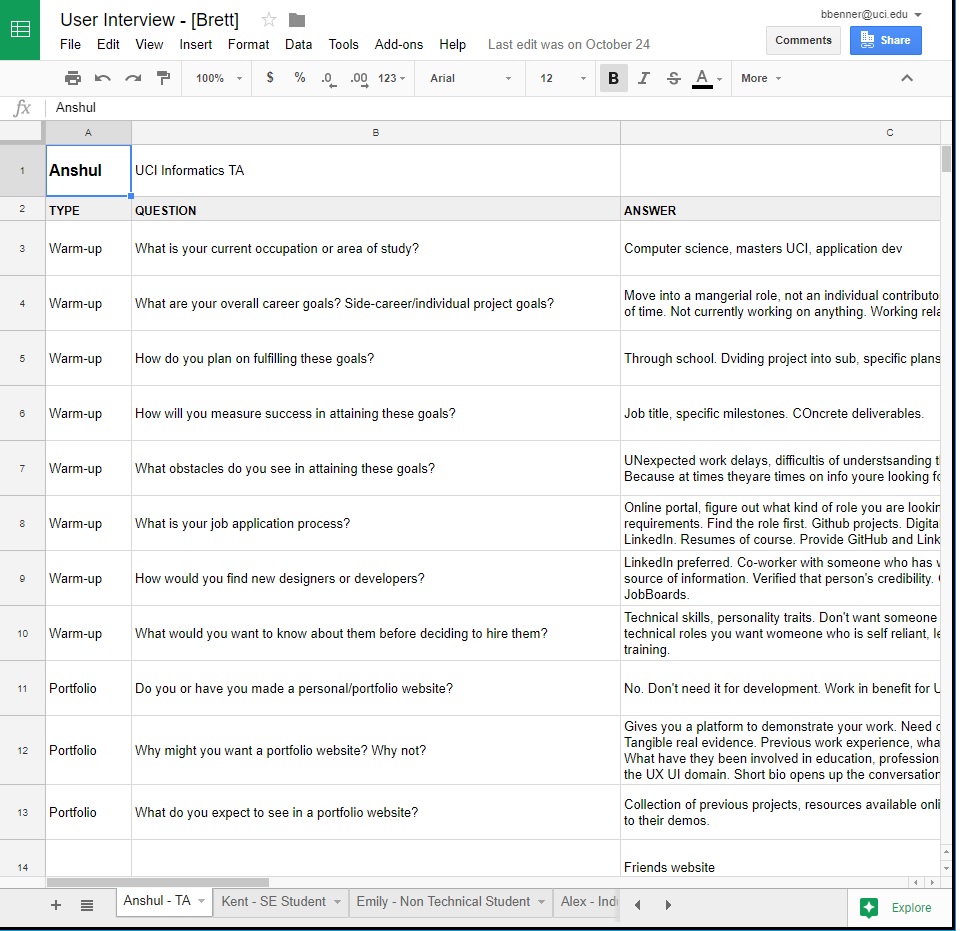 User Interview - [Brett]
bbenner@uci.edu
File Edit View Insert Format Data Tools Add-ons Help Last edit was on October 24
Comments Share
100% $ % .0 .00 123 Arial 12 B I S A More
fx Anshul
A B C
1 Anshul UCI Informatics TA
2 TYPE QUESTION ANSWER
3 Warm-up What is your current occupation or area of study? Computer science, masters UCI, application dev
4 Warm-up What are your overall career goals? Side-career/individual project goals? Move into a mangerial role, not an individual
of time. Not currently working on anything. Working
5 Warm-up How do you plan on fulfilling these goals? Through school. Dviding project into sub, specific plans
6 Warm-up How will you measure success in attaining these goals? Job title, specific milestones. COncrete deliverables.
7 Warm-up What obstacles do you see in attaining these goals? UNexpected work delays, difficultis of understsanding
Because at times theyare times on info youre looking
8 Warm-up What is your job application process? Online portal, figure out what kind of role you are
requirements. Find the role first. Github projects.
LinkedIn. Resumes of course. Provide GitHub and
9 Warm-up How would you find new designers or developers? LinkedIn preferred. Co-worker with someone who has
source of information. Verified that person's credibility.
JobBoards.
10 Warm-up What would you want to know about them before deciding to hire them? Technical skills, personality traits. Don't want someone
technical roles you want womeone who is self reliant,
training.
11 Portfolio Do you or have you made a personal/portfolio website? No. Don't need it for development. Work in benefit for
12 Portfolio Why might you want a portfolio website? Why not? Gives you a platform to demonstrate your work. Need
Tangible real evidence. Previous work experience,
What have they been involved in education,
the UX UI domain. Short bio opens up the conversation
13 Portfolio What do you expect to see in a portfolio website? Collection of previous projects, resources available
to their demos.
14 Friends website
Anshul - TA Kent - SE Student Emily - Non Technical Student Alex - Explore